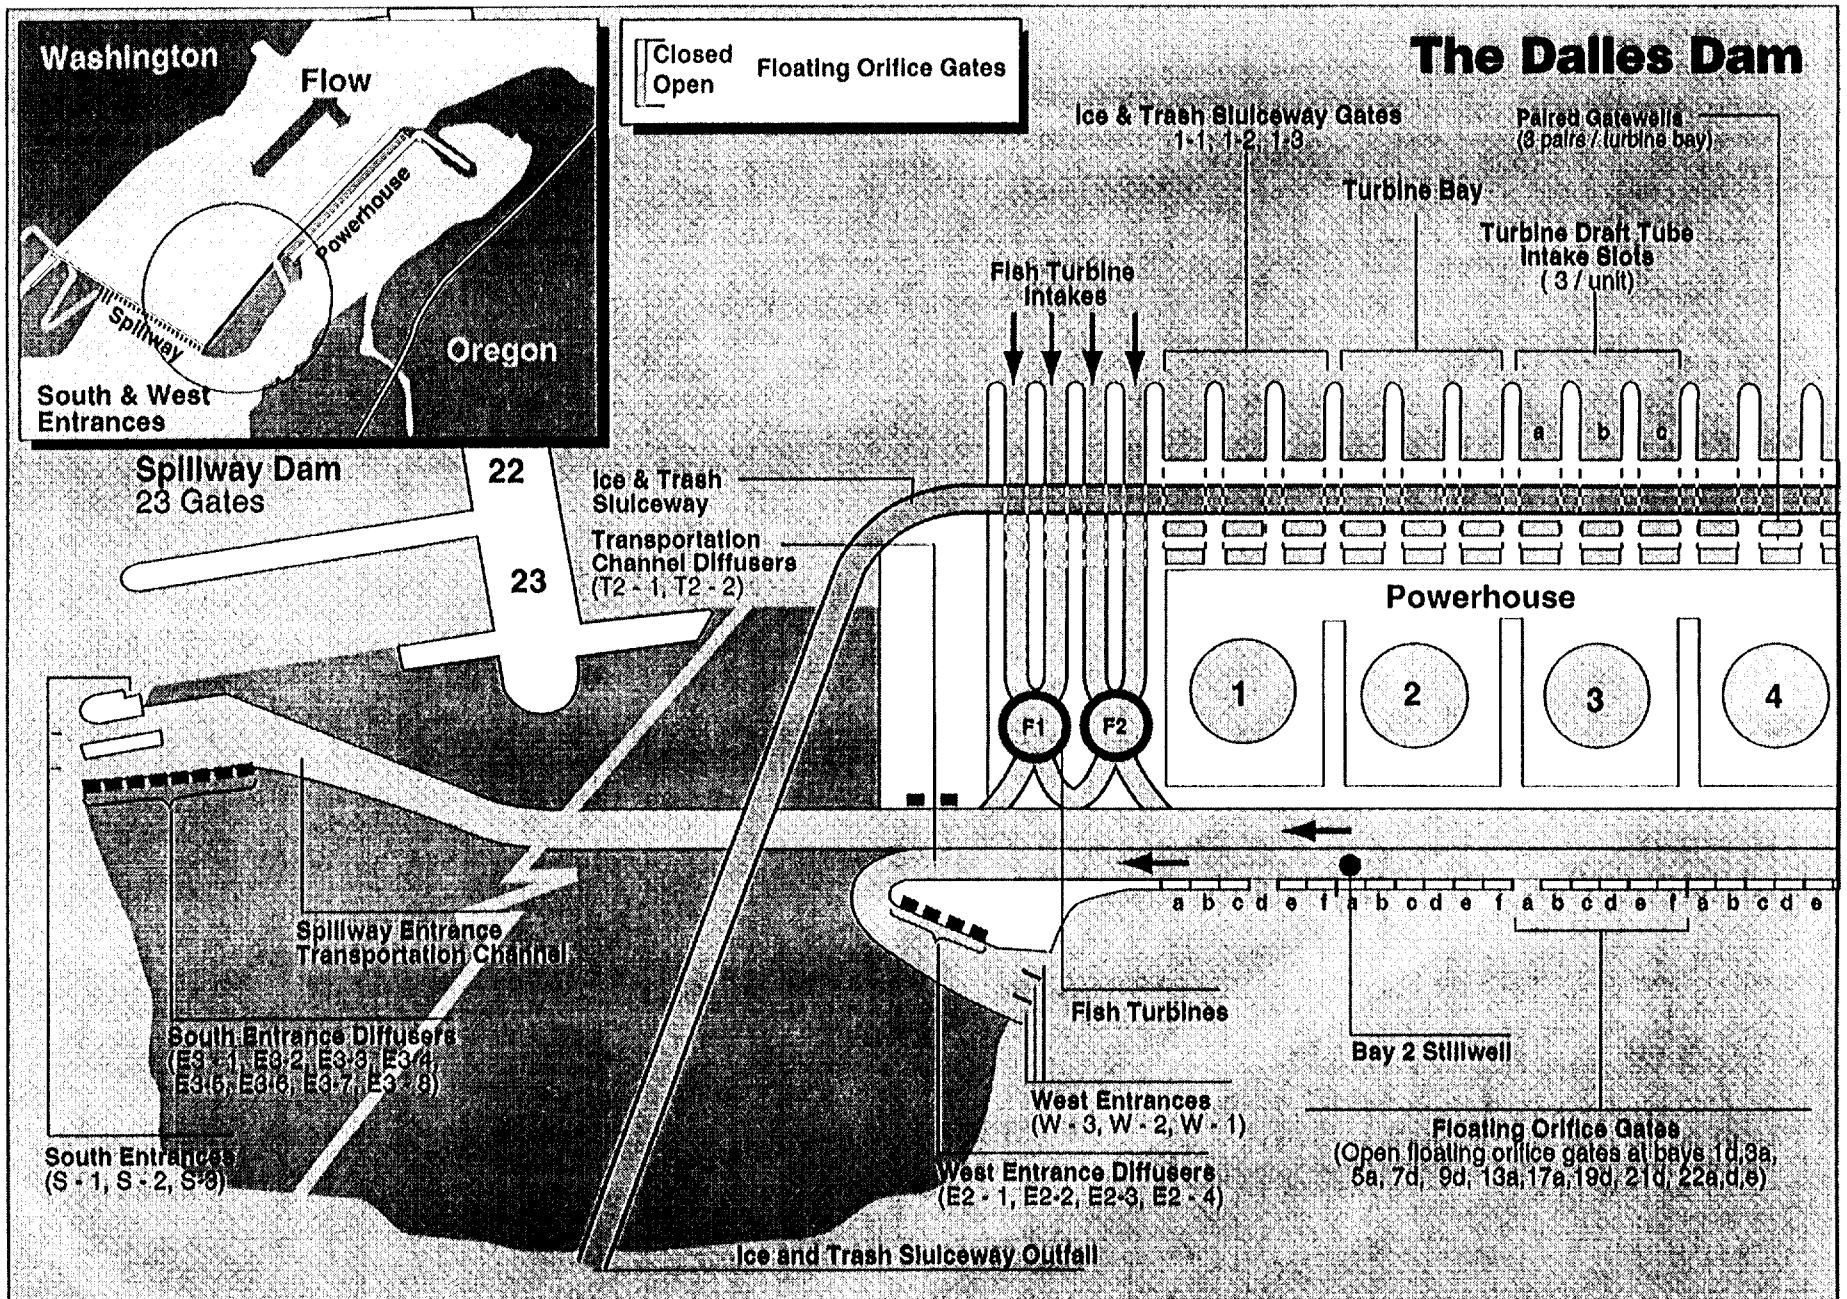 The Dalles Dam
Washington
Flow
Powerhouse
Spillway
Oregon
South & West
Entrances
Closed
Open
Floating Orifice Gates
Ice & Trash Sluiceway Gates
1-1, 1-2, 1-3
Paired Gatewells
(3 pairs / turbine bay)
Turbine Bay
Turbine Draft Tube
Intake Slots
( 3 / unit)
Fish Turbine
Intakes
a b c
Spillway Dam
23 Gates
22
23
Ice & Trash
Sluiceway
Transportation
Channel Diffusers
(T2 - 1, T2 - 2)
Powerhouse
F1 F2 1 2 3 4
a b c d e f a b c d e f a b c d e f a b c d e
Spillway Entrance
Transportation Channel
South Entrance Diffusers
(E3 - 1, E3-2, E3-3, E3-4,
E3-5, E3-6, E3-7, E3 - 8)
South Entrances
(S - 1, S - 2, S-3)
Fish Turbines
Bay 2 Stillwell
West Entrances
(W - 3, W - 2, W - 1)
West Entrance Diffusers
(E2 - 1, E2-2, E2-3, E2 - 4)
Floating Orifice Gates
(Open floating orifice gates at bays 1d,3a,
5a, 7d, 9d, 13a,17a,19d, 21d, 22a,d,e)
Ice and Trash Sluiceway Outfall